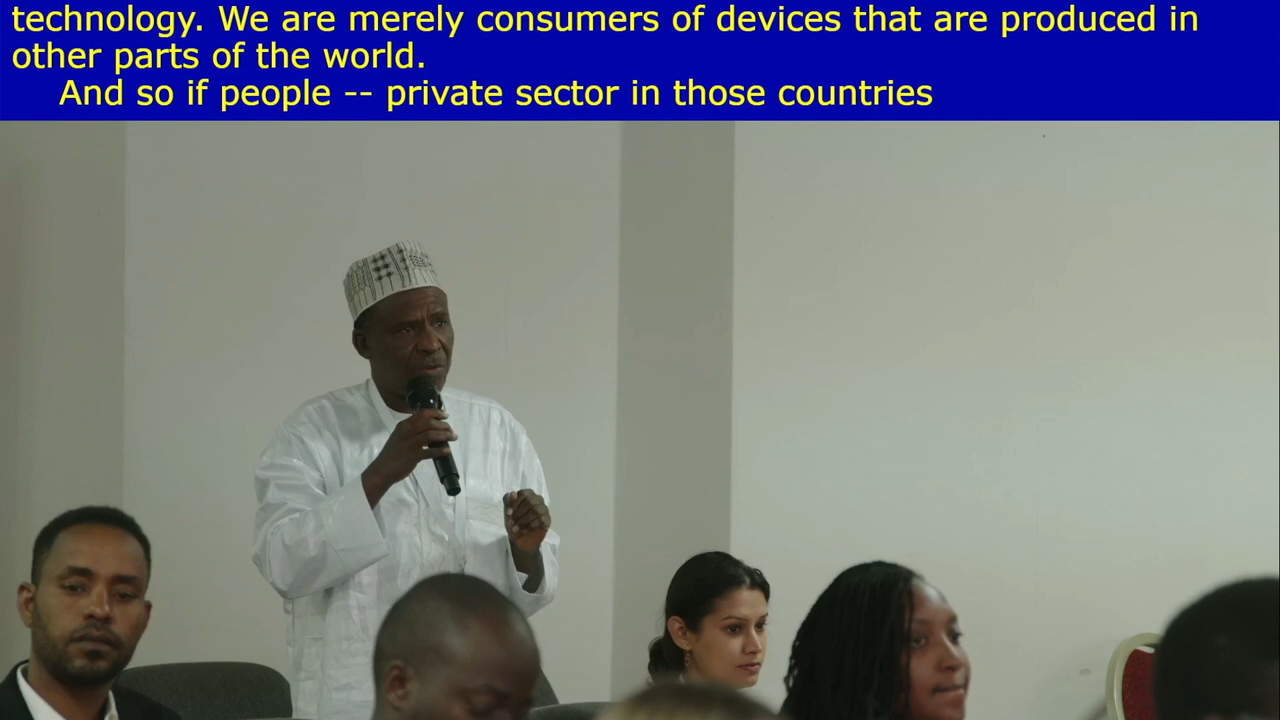 technology. We are merely consumers of devices that are produced in
other parts of the world.
And so if people -- private sector in those countries